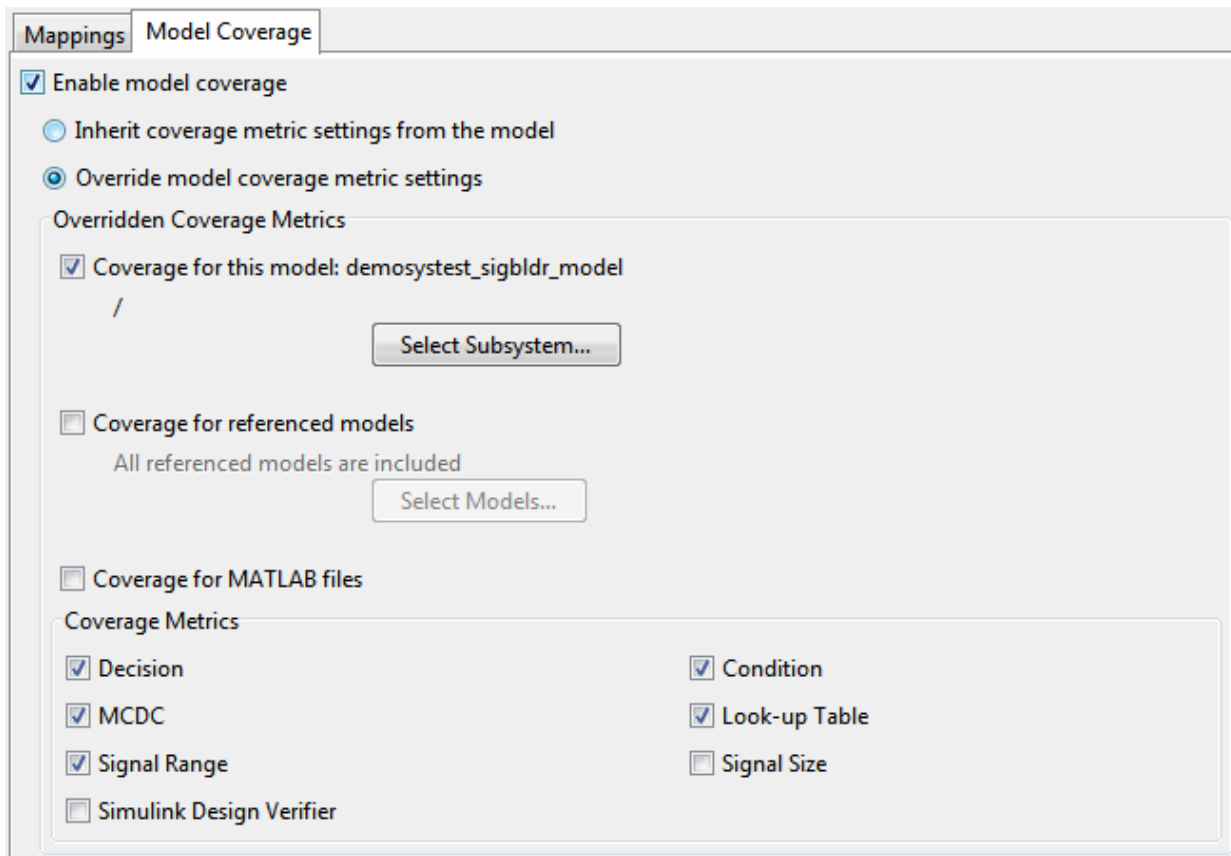 Mappings Model Coverage
Enable model coverage
Inherit coverage metric settings from the model
Override model coverage metric settings
Overridden Coverage Metrics
Coverage for this model: demosystest_sigbldr_model
/
Select Subsystem...
Coverage for referenced models
All referenced models are included
Select Models...
Coverage for MATLAB files
Coverage Metrics
Decision Condition
MCDC Look-up Table
Signal Range Signal Size
Simulink Design Verifier